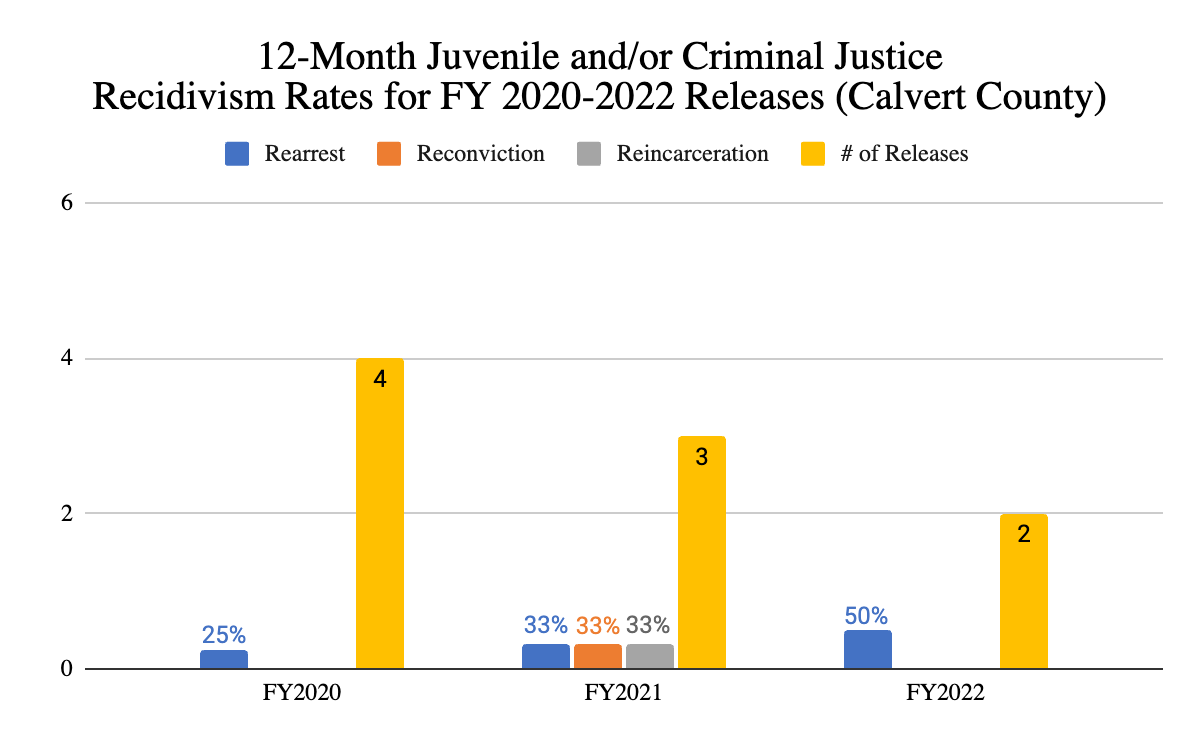 12-Month Juvenile and/or Criminal Justice
Recidivism Rates for FY 2020-2022 Releases (Calvert County)
Rearrest Reconviction Reincarceration # of Releases
6
4
4
3
2
2
50%
33% 33% 33%
25%
0
FY2020 FY2021 FY2022